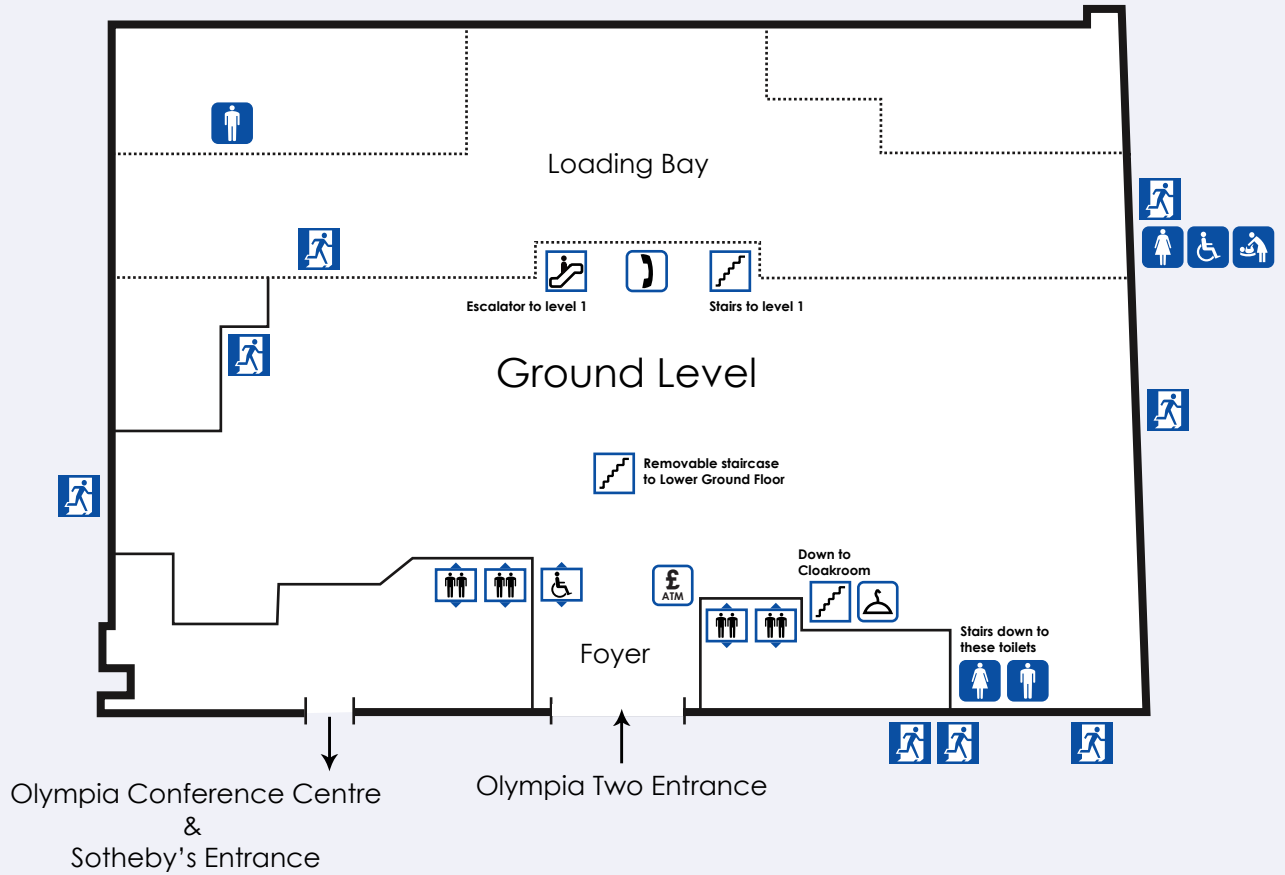 Loading Bay
Escalator to level 1
Stairs to level 1
Ground Level
Removable staircase
to Lower Ground Floor
Down to
Cloakroom
£
ATM
Foyer
Stairs down to
these toilets
Olympia Conference Centre
&
Sotheby’s Entrance
Olympia Two Entrance